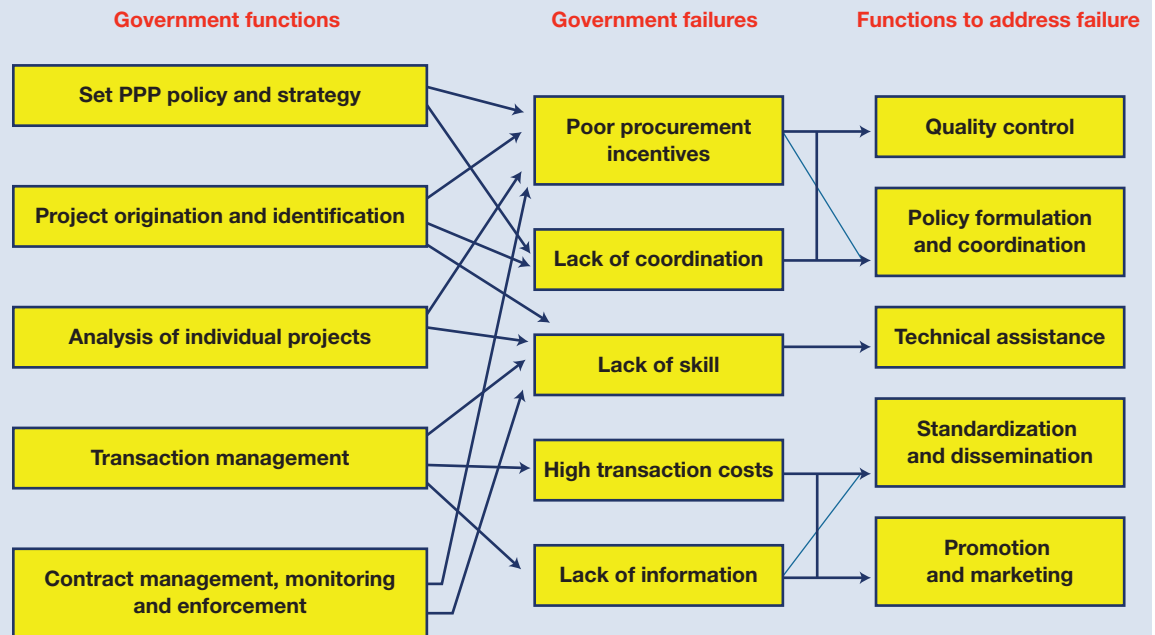 Government functions
Government failures
Functions to address failure
Set PPP policy and strategy
Project origination and identification
Analysis of individual projects
Transaction management
Contract management, monitoring
and enforcement
Poor procurement
incentives
Lack of coordination
Lack of skill
High transaction costs
Lack of information
Quality control
Policy formulation
and coordination
Technical assistance
Standardization
and dissemination
Promotion
and marketing